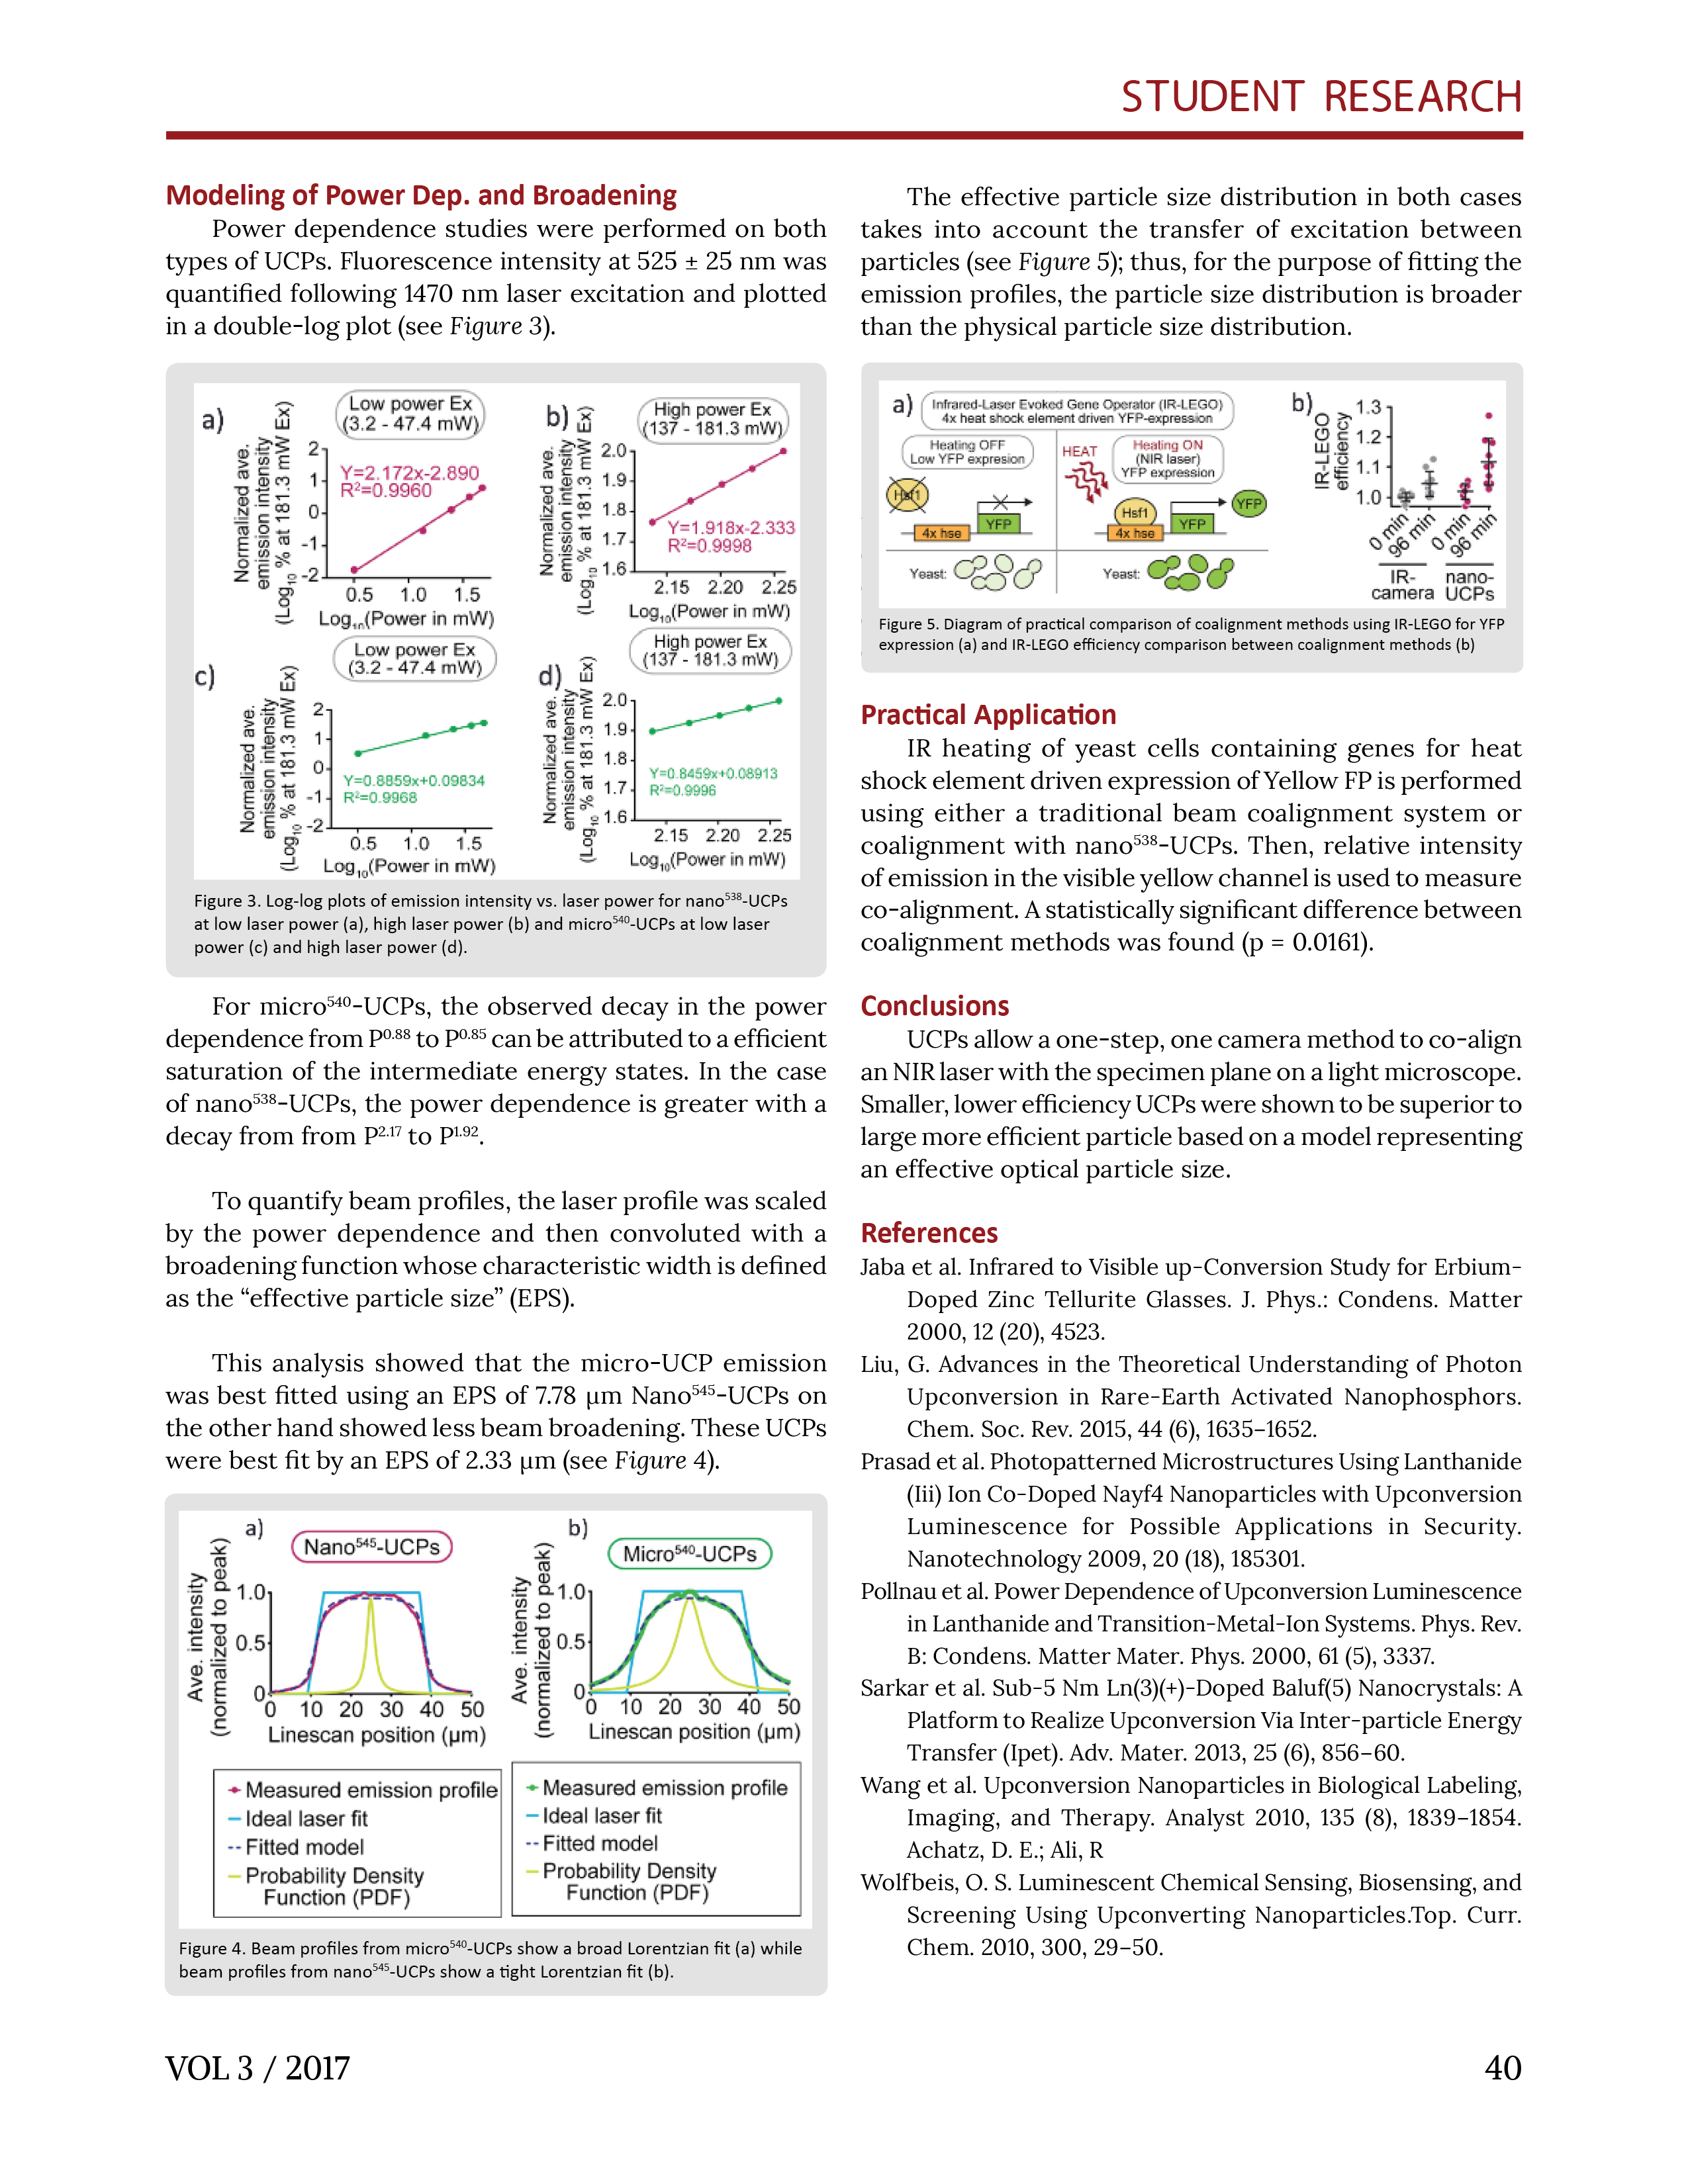 STUDENT RESEARCH
Modeling of Power Dep. and Broadening
Power dependence studies were performed on both
types of UCPs. Fluorescence intensity at 525 ± 25 nm was
quantified following 1470 nm laser excitation and plotted
in a double-log plot (see Figure 3).
a)
Low power Ex
(3.2 - 47.4 mW)
Normalized ave.
emission intensity
(Log₁₀ % at 181.3 mW Ex)
2
1
0
-1
-2
Y=2.172x-2.890
R²=0.9960
0.5 1.0 1.5
Log₁₀(Power in mW)
b)
High power Ex
(137 - 181.3 mW)
Normalized ave.
emission intensity
(Log₁₀ % at 181.3 mW Ex)
2.0
1.9
1.8
1.7
1.6
Y=1.918x-2.333
R²=0.9998
2.15 2.20 2.25
Log₁₀(Power in mW)
c)
Low power Ex
(3.2 - 47.4 mW)
Normalized ave.
emission intensity
(Log₁₀ % at 181.3 mW Ex)
2
1
0
-1
-2
Y=0.8859x+0.09834
R²=0.9968
0.5 1.0 1.5
Log₁₀(Power in mW)
d)
High power Ex
(137 - 181.3 mW)
Normalized ave.
emission intensity
(Log₁₀ % at 181.3 mW Ex)
2.0
1.9
1.8
1.7
1.6
Y=0.8459x+0.08913
R²=0.9996
2.15 2.20 2.25
Log₁₀(Power in mW)
Figure 3. Log-log plots of emission intensity vs. laser power for nano⁵³⁸-UCPs
at low laser power (a), high laser power (b) and micro⁵⁴⁰-UCPs at low laser
power (c) and high laser power (d).
For micro⁵⁴⁰-UCPs, the observed decay in the power
dependence from P⁰·⁸⁸ to P⁰·⁸⁵ can be attributed to a efficient
saturation of the intermediate energy states. In the case
of nano⁵³⁸-UCPs, the power dependence is greater with a
decay from from P²·¹⁷ to P¹·⁹².
To quantify beam profiles, the laser profile was scaled
by the power dependence and then convoluted with a
broadening function whose characteristic width is defined
as the “effective particle size” (EPS).
This analysis showed that the micro-UCP emission
was best fitted using an EPS of 7.78 µm Nano⁵⁴⁵-UCPs on
the other hand showed less beam broadening. These UCPs
were best fit by an EPS of 2.33 µm (see Figure 4).
a)
Nano⁵⁴⁵-UCPs
Ave. intensity
(normalized to peak)
1.0
0.5
0
0 10 20 30 40 50
Linescan position (µm)
Measured emission profile
Ideal laser fit
Fitted model
Probability Density
Function (PDF)
b)
Micro⁵⁴⁰-UCPs
Ave. intensity
(normalized to peak)
1.0
0.5
0
0 10 20 30 40 50
Linescan position (µm)
Measured emission profile
Ideal laser fit
Fitted model
Probability Density
Function (PDF)
Figure 4. Beam profiles from micro⁵⁴⁰-UCPs show a broad Lorentzian fit (a) while
beam profiles from nano⁵⁴⁵-UCPs show a tight Lorentzian fit (b).
The effective particle size distribution in both cases
takes into account the transfer of excitation between
particles (see Figure 5); thus, for the purpose of fitting the
emission profiles, the particle size distribution is broader
than the physical particle size distribution.
a)
Infrared-Laser Evoked Gene Operator (IR-LEGO)
4x heat shock element driven YFP-expression
Heating OFF
Low YFP expresion
Hsf1
4x hse
YFP
Yeast:
HEAT
Heating ON
(NIR laser)
YFP expression
Hsf1
4x hse
YFP
YFP
Yeast:
b)
IR-LEGO
efficiency
1.3
1.2
1.1
1.0
0 min
96 min
0 min
96 min
IR-
camera
nano-
UCPs
Figure 5. Diagram of practical comparison of coalignment methods using IR-LEGO for YFP
expression (a) and IR-LEGO efficiency comparison between coalignment methods (b)
Practical Application
IR heating of yeast cells containing genes for heat
shock element driven expression of Yellow FP is performed
using either a traditional beam coalignment system or
coalignment with nano⁵³⁸-UCPs. Then, relative intensity
of emission in the visible yellow channel is used to measure
co-alignment. A statistically significant difference between
coalignment methods was found (p = 0.0161).
Conclusions
UCPs allow a one-step, one camera method to co-align
an NIR laser with the specimen plane on a light microscope.
Smaller, lower efficiency UCPs were shown to be superior to
large more efficient particle based on a model representing
an effective optical particle size.
References
Jaba et al. Infrared to Visible up-Conversion Study for Erbium-
Doped Zinc Tellurite Glasses. J. Phys.: Condens. Matter
2000, 12 (20), 4523.
Liu, G. Advances in the Theoretical Understanding of Photon
Upconversion in Rare-Earth Activated Nanophosphors.
Chem. Soc. Rev. 2015, 44 (6), 1635–1652.
Prasad et al. Photopatterned Microstructures Using Lanthanide
(Iii) Ion Co-Doped Nayf4 Nanoparticles with Upconversion
Luminescence for Possible Applications in Security.
Nanotechnology 2009, 20 (18), 185301.
Pollnau et al. Power Dependence of Upconversion Luminescence
in Lanthanide and Transition-Metal-Ion Systems. Phys. Rev.
B: Condens. Matter Mater. Phys. 2000, 61 (5), 3337.
Sarkar et al. Sub-5 Nm Ln(3)(+)-Doped Baluf(5) Nanocrystals: A
Platform to Realize Upconversion Via Inter-particle Energy
Transfer (Ipet). Adv. Mater. 2013, 25 (6), 856–60.
Wang et al. Upconversion Nanoparticles in Biological Labeling,
Imaging, and Therapy. Analyst 2010, 135 (8), 1839–1854.
Achatz, D. E.; Ali, R
Wolfbeis, O. S. Luminescent Chemical Sensing, Biosensing, and
Screening Using Upconverting Nanoparticles.Top. Curr.
Chem. 2010, 300, 29–50.
VOL 3 / 2017
40